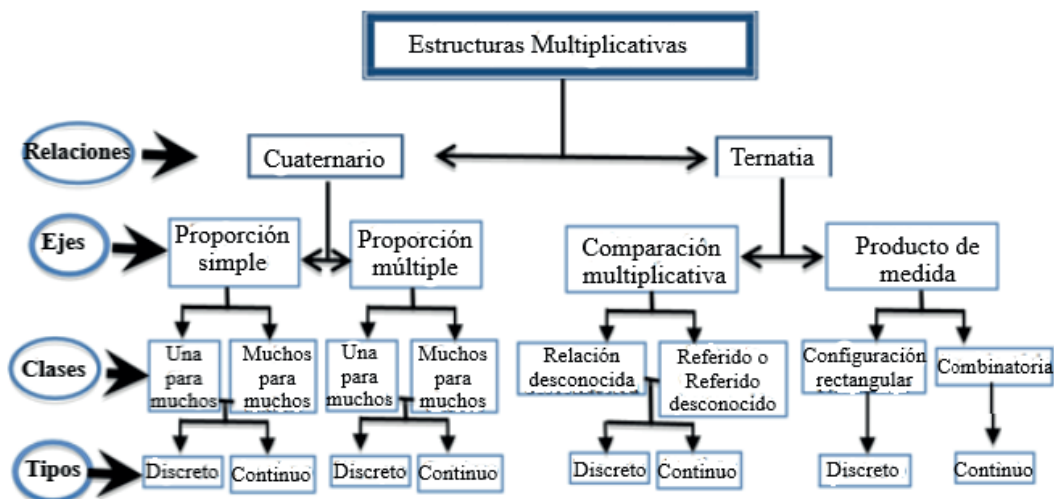 Estructuras Multiplicativas
Relaciones
Cuaternario
Ternatia
Ejes
Proporción
simple
Proporción
múltiple
Comparación
multiplicativa
Producto de
medida
Clases
Una
para
muchos
Muchos
para
muchos
Una
para
muchos
Muchos
para
muchos
Relación
desconocida
Referido o
Referido
desconocido
Configuración
rectangular
Combinatoria
Tipos
Discreto
Continuo
Discreto
Continuo
Discreto
Continuo
Discreto
Continuo